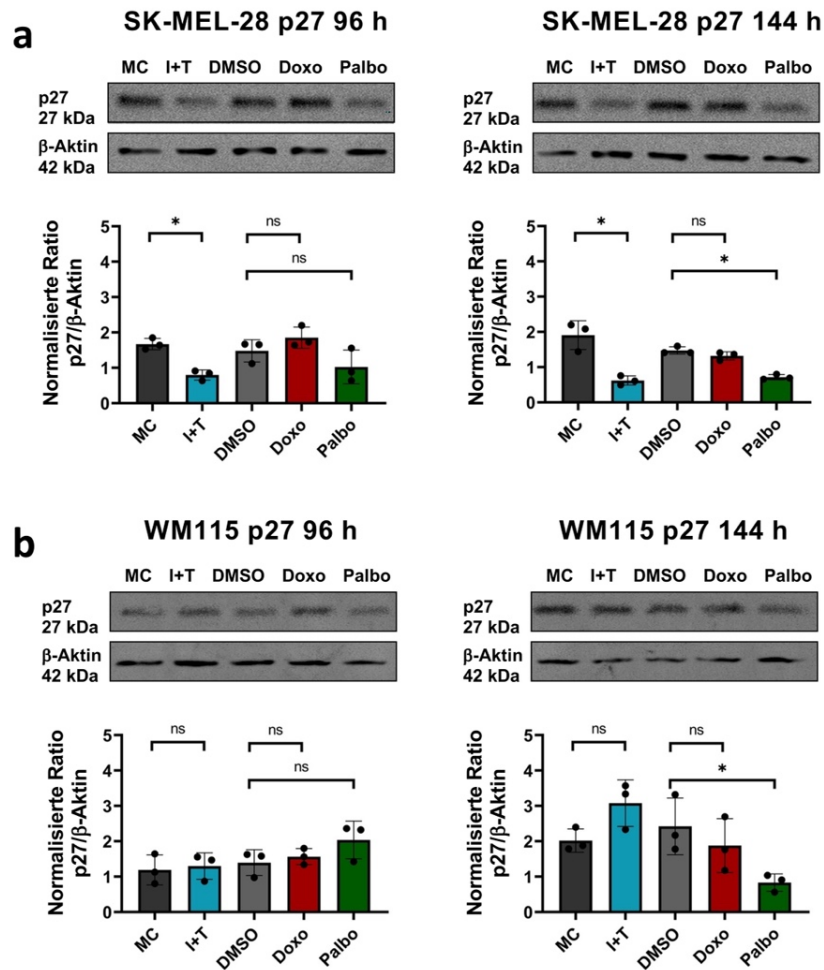 a
SK-MEL-28 p27 96 h
MC I+T DMSO Doxo Palbo
p27
27 kDa
β-Aktin
42 kDa
Normalisierte Ratio
p27/β-Aktin
5
4
3
2
1
0
* ns
ns
MC I+T DMSO Doxo Palbo
SK-MEL-28 p27 144 h
MC I+T DMSO Doxo Palbo
p27
27 kDa
β-Aktin
42 kDa
Normalisierte Ratio
p27/β-Aktin
5
4
3
2
1
0
* ns
*
MC I+T DMSO Doxo Palbo
b
WM115 p27 96 h
MC I+T DMSO Doxo Palbo
p27
27 kDa
β-Aktin
42 kDa
Normalisierte Ratio
p27/β-Aktin
5
4
3
2
1
0
ns ns
ns
MC I+T DMSO Doxo Palbo
WM115 p27 144 h
MC I+T DMSO Doxo Palbo
p27
27 kDa
β-Aktin
42 kDa
Normalisierte Ratio
p27/β-Aktin
5
4
3
2
1
0
ns ns
*
MC I+T DMSO Doxo Palbo